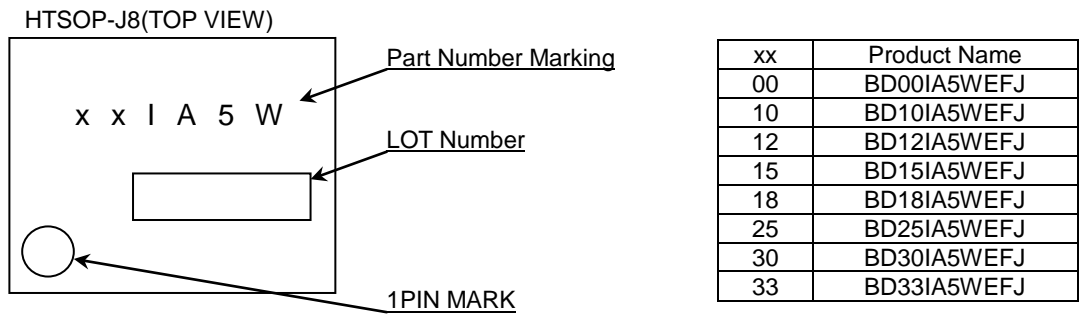 HTSOP-J8(TOP VIEW)
Part Number Marking
x x I A 5 W
LOT Number
1PIN MARK
xx Product Name
00 BD00IA5WEFJ
10 BD10IA5WEFJ
12 BD12IA5WEFJ
15 BD15IA5WEFJ
18 BD18IA5WEFJ
25 BD25IA5WEFJ
30 BD30IA5WEFJ
33 BD33IA5WEFJ